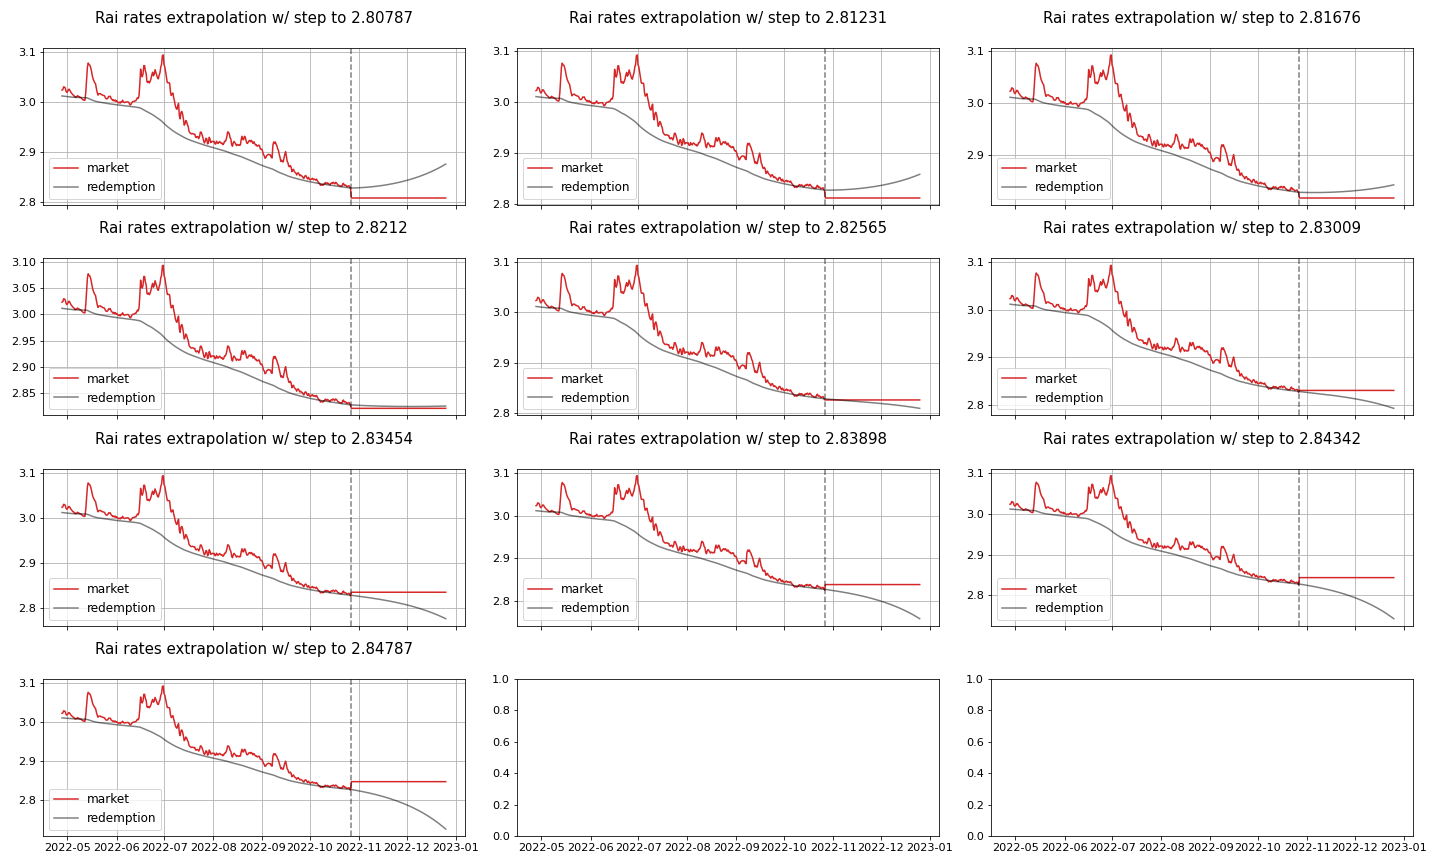 Rai rates extrapolation w/ step to 2.80787
Rai rates extrapolation w/ step to 2.81231
Rai rates extrapolation w/ step to 2.81676
3.1
3.0
2.9
2.8
market
redemption
3.1
3.0
2.9
2.8
market
redemption
3.1
3.0
2.9
market
redemption
Rai rates extrapolation w/ step to 2.8212
Rai rates extrapolation w/ step to 2.82565
Rai rates extrapolation w/ step to 2.83009
3.10
3.05
3.00
2.95
2.90
2.85
market
redemption
3.1
3.0
2.9
2.8
market
redemption
3.1
3.0
2.9
2.8
market
redemption
Rai rates extrapolation w/ step to 2.83454
Rai rates extrapolation w/ step to 2.83898
Rai rates extrapolation w/ step to 2.84342
3.1
3.0
2.9
2.8
market
redemption
3.1
3.0
2.9
2.8
market
redemption
3.1
3.0
2.9
2.8
market
redemption
Rai rates extrapolation w/ step to 2.84787
3.1
3.0
2.9
2.8
market
redemption
2022-05 2022-06 2022-07 2022-08 2022-09 2022-10 2022-11 2022-12 2023-01
1.0
0.8
0.6
0.4
0.2
0.0
2022-05 2022-06 2022-07 2022-08 2022-09 2022-10 2022-11 2022-12 2023-01
1.0
0.8
0.6
0.4
0.2
0.0
2022-05 2022-06 2022-07 2022-08 2022-09 2022-10 2022-11 2022-12 2023-01